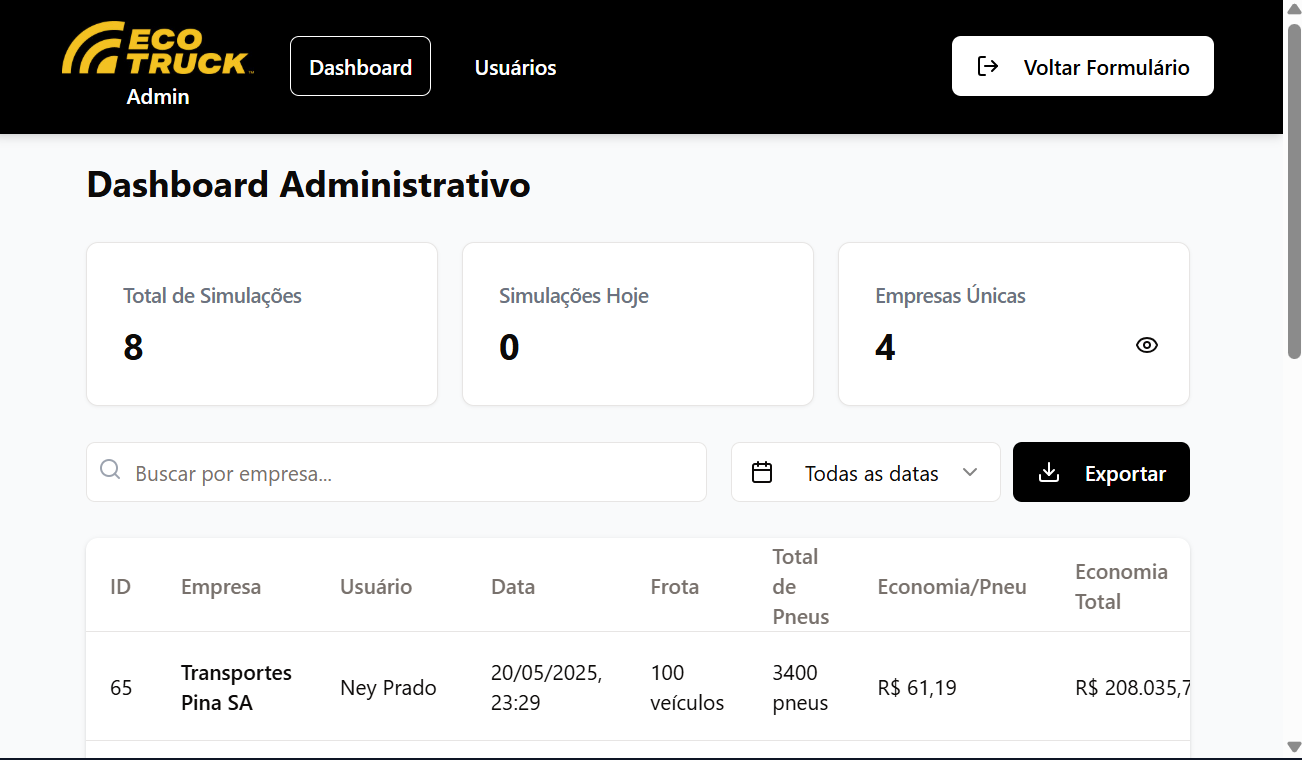 ECO
TRUCK™
Admin
Dashboard
Usuários
Voltar Formulário
Dashboard Administrativo
Total de Simulações
8
Simulações Hoje
0
Empresas Únicas
4
Buscar por empresa...
Todas as datas
Exportar
ID
Empresa
Usuário
Data
Frota
Total
de
Pneus
Economia/Pneu
Economia
Total
65
Transportes
Pina SA
Ney Prado
20/05/2025,
23:29
100
veículos
3400
pneus
R$ 61,19
R$ 208.035,7